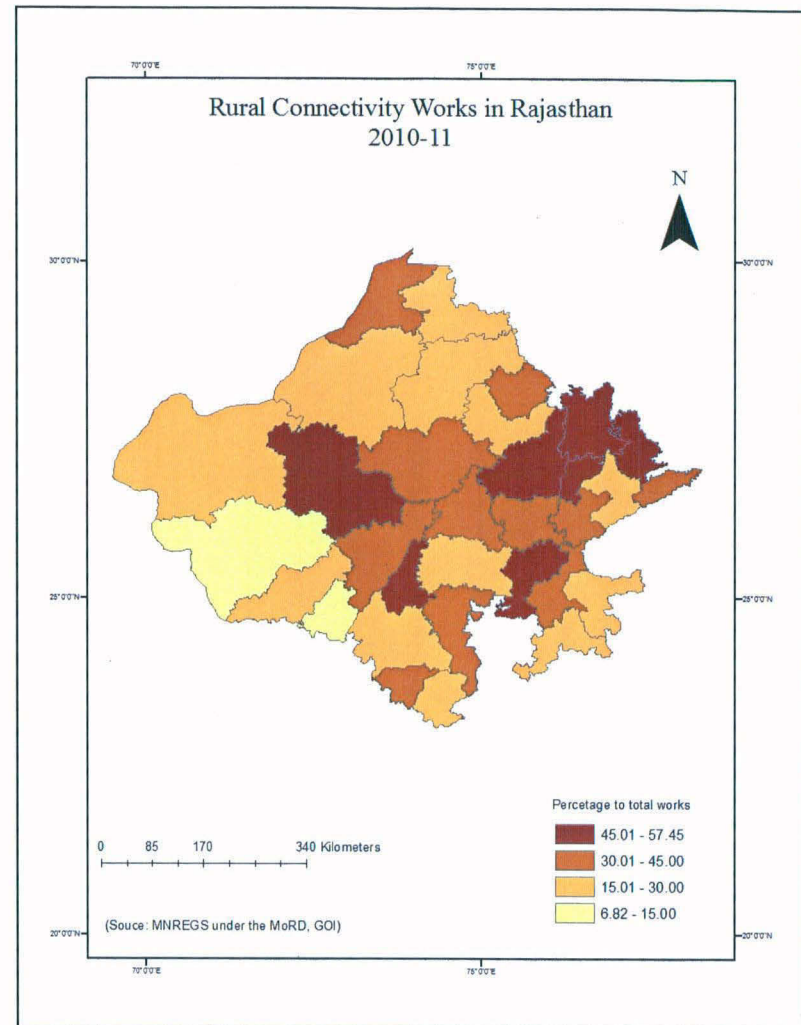 70°0'0"E 75°0'0"E
Rural Connectivity Works in Rajasthan
2010-11
N
30°0'0"N 30°0'0"N
25°0'0"N 25°0'0"N
Percetage to total works
45.01 - 57.45
30.01 - 45.00
15.01 - 30.00
6.82 - 15.00
0 85 170 340 Kilometers
(Souce: MNREGS under the MoRD, GOI)
20°0'0"N 20°0'0"N
70°0'0"E 75°0'0"E